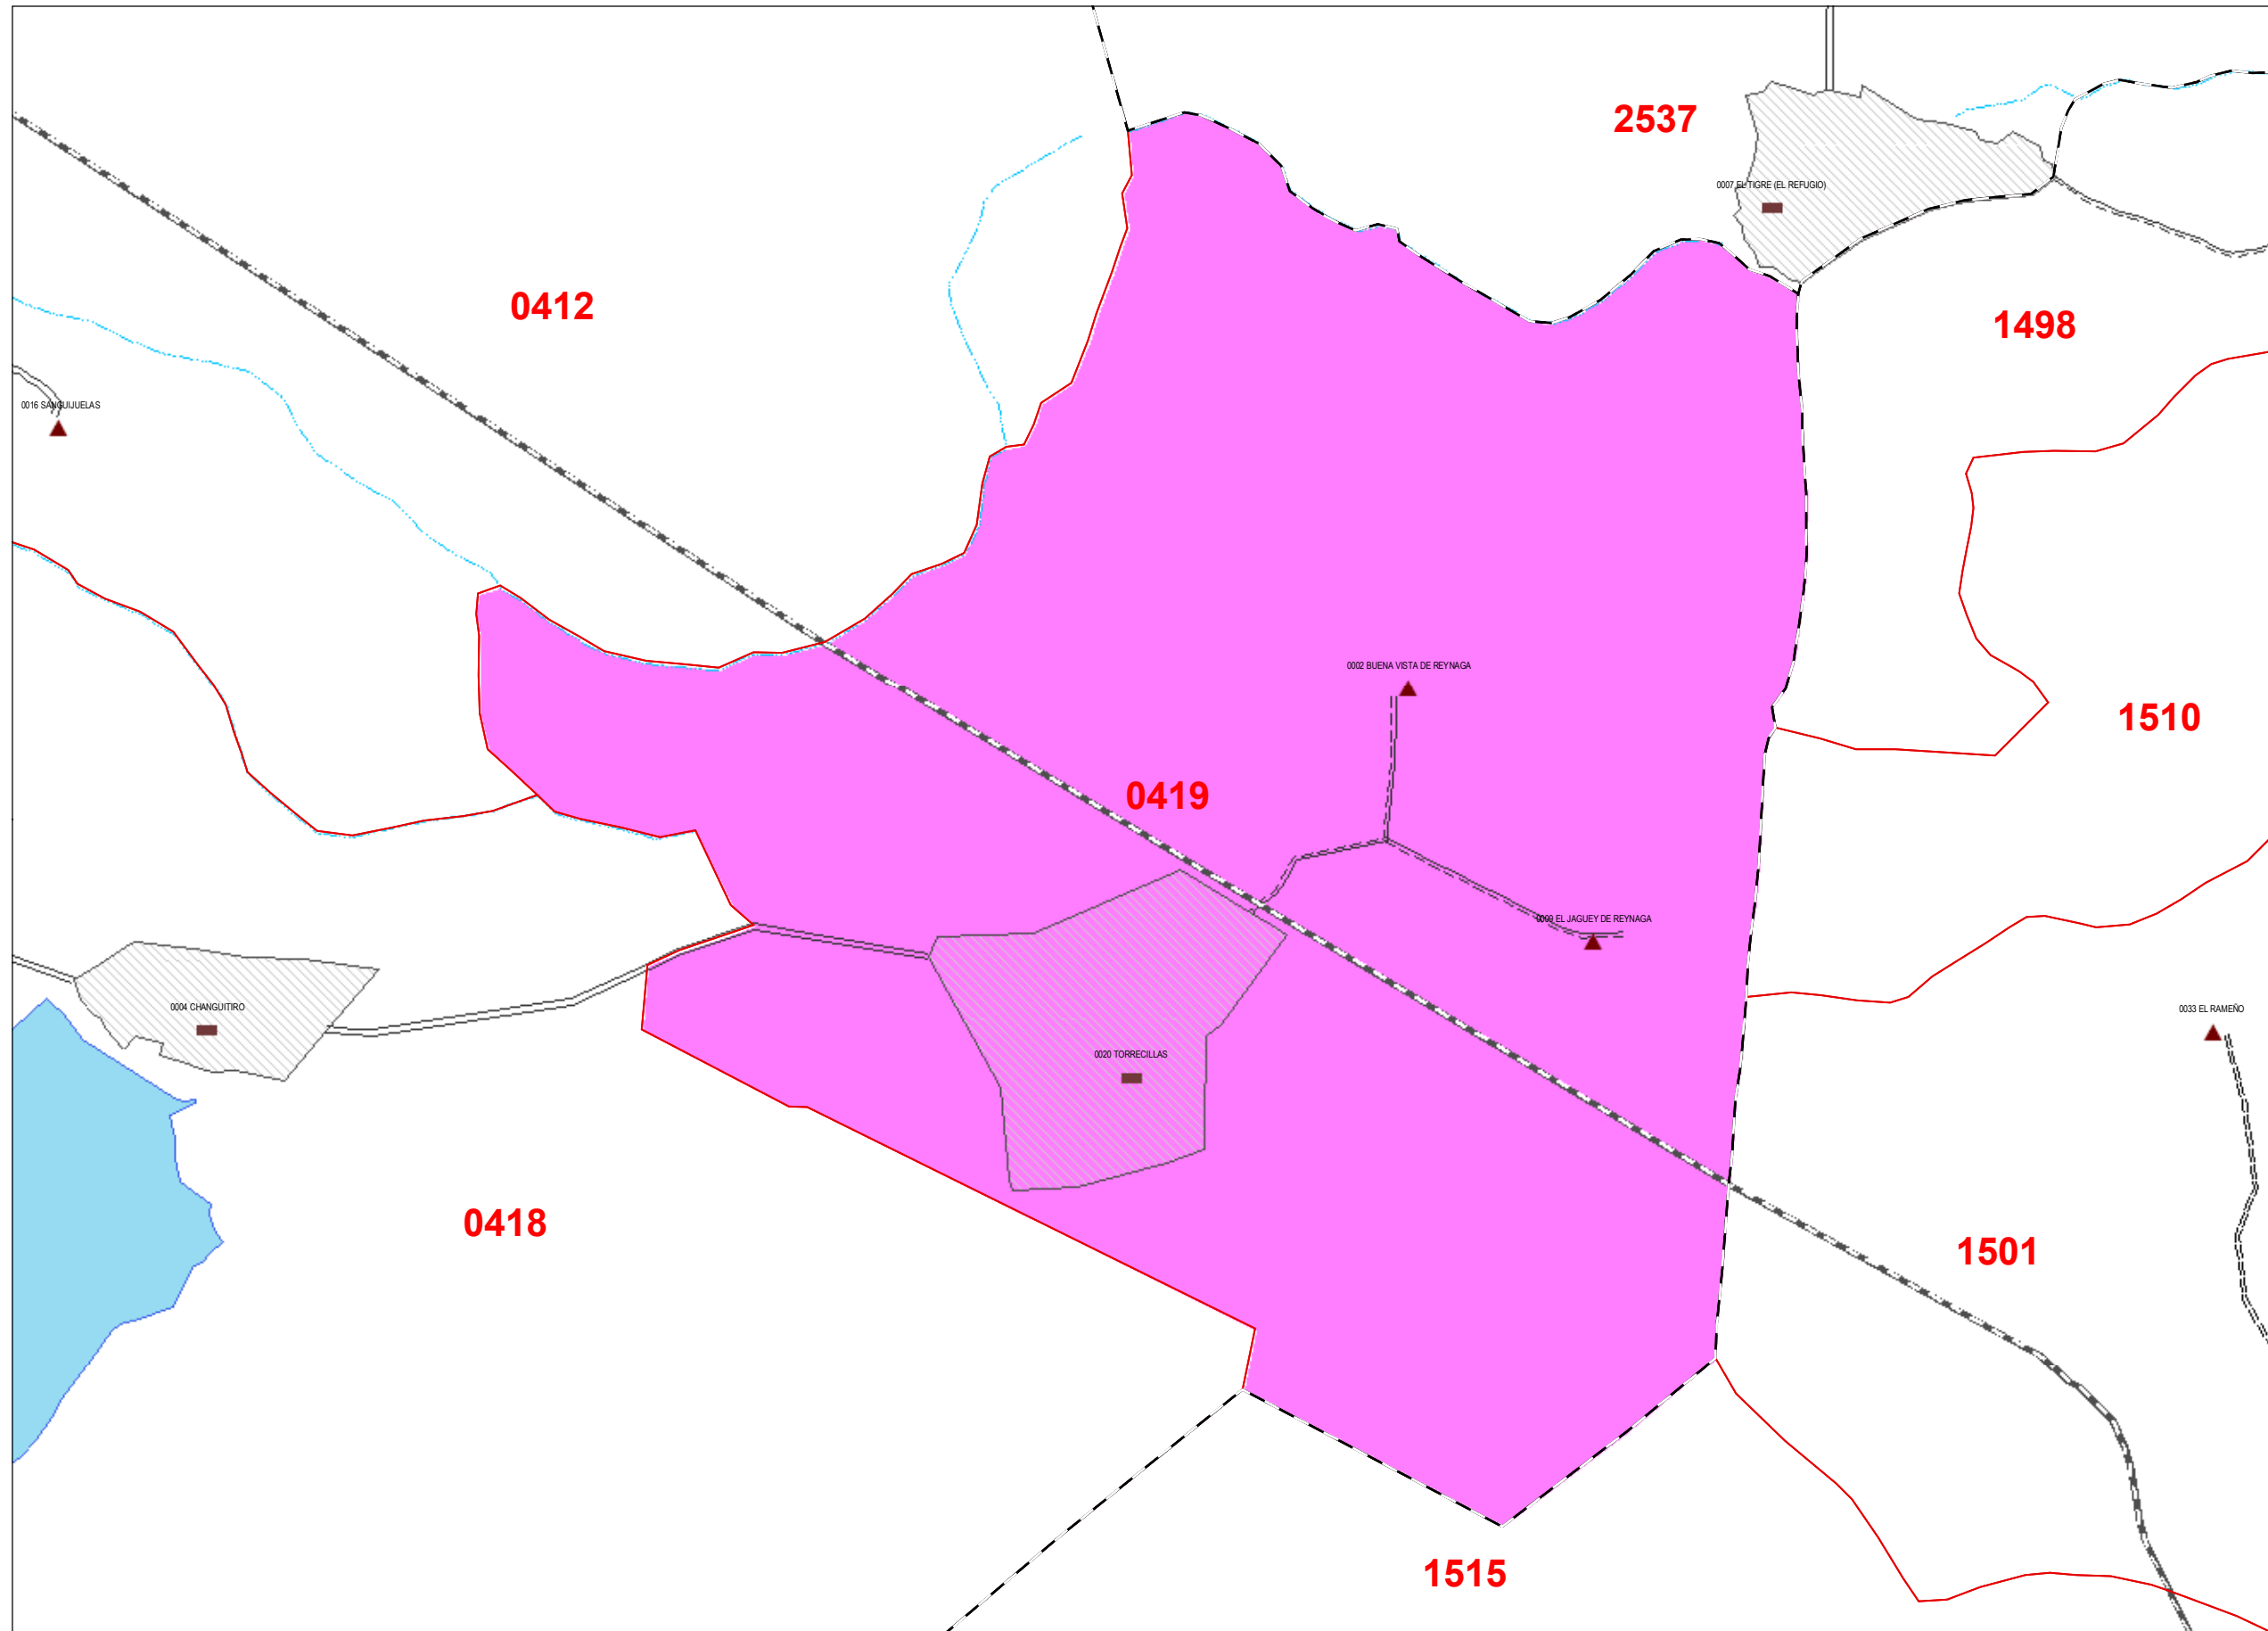 2537
0007 EL TIGRE (EL REFUGIO)
0412
1498
0016 SANGUIJUELAS
0002 BUENA VISTA DE REYNAGA
1510
0419
0009 EL JAGUEY DE REYNAGA
0004 CHANGUITIRO
0033 EL RAMEÑO
0020 TORRECILLAS
0418
1501
1515